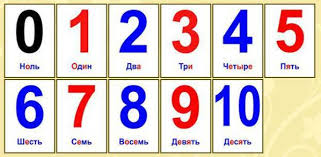 0 1 2 3 4 5
Ноль Один Два Три Четыре Пять
6 7 8 9 10
Шесть Семь Восемь Девять Десять